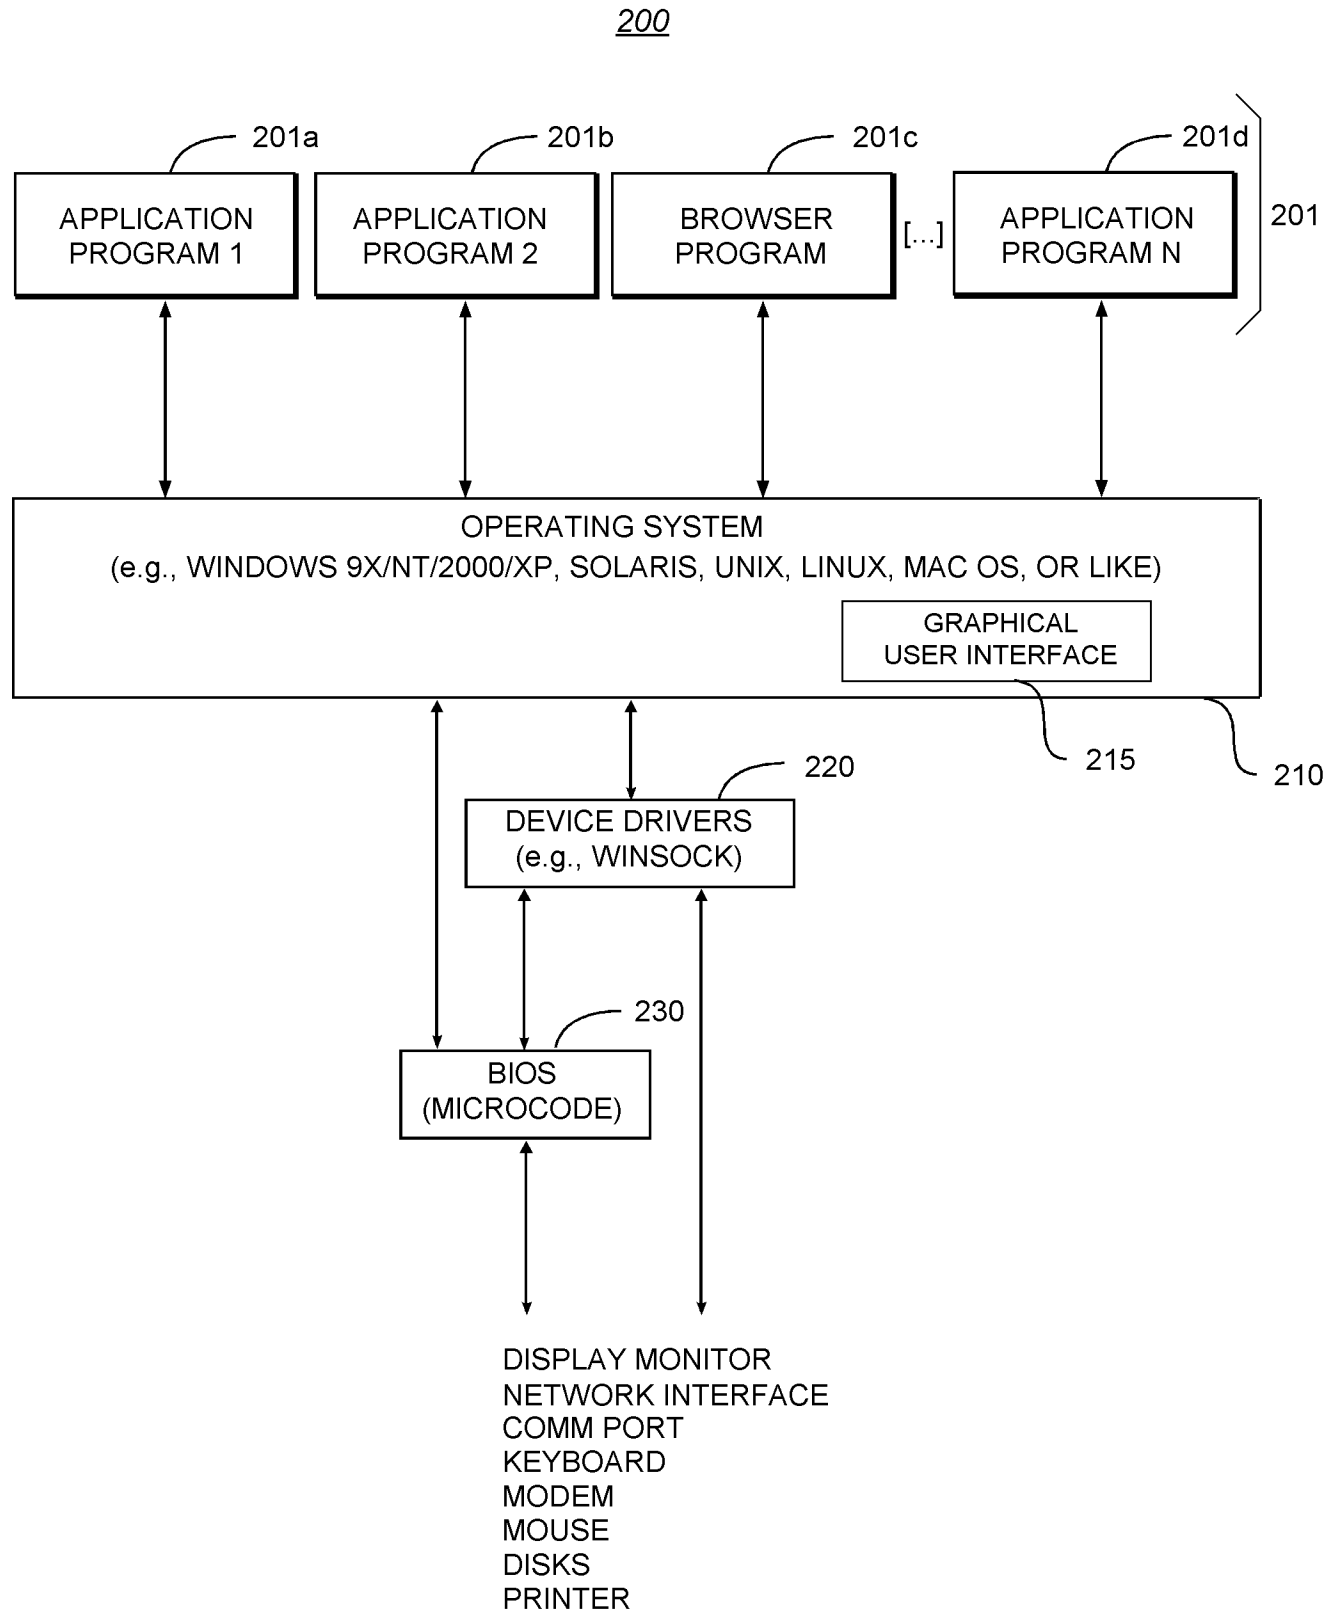 200
201a
201b
201c
201d
APPLICATION
PROGRAM 1
APPLICATION
PROGRAM 2
BROWSER
PROGRAM
[...]
APPLICATION
PROGRAM N
201
OPERATING SYSTEM
(e.g., WINDOWS 9X/NT/2000/XP, SOLARIS, UNIX, LINUX, MAC OS, OR LIKE)
GRAPHICAL
USER INTERFACE
215
210
220
DEVICE DRIVERS
(e.g., WINSOCK)
230
BIOS
(MICROCODE)
DISPLAY MONITOR
NETWORK INTERFACE
COMM PORT
KEYBOARD
MODEM
MOUSE
DISKS
PRINTER